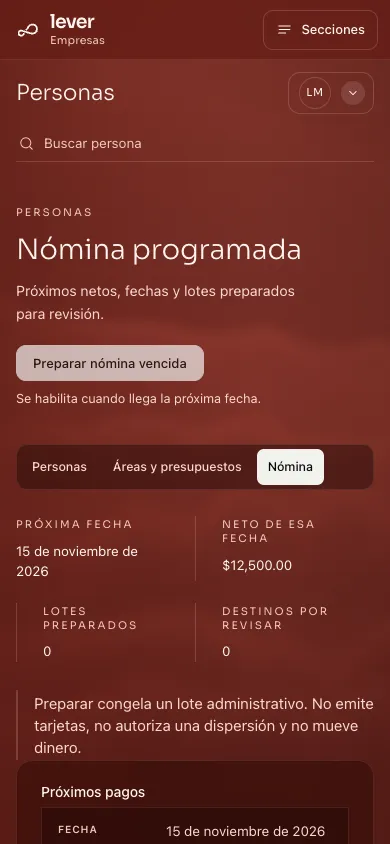 lever
Empresas
Secciones
Personas
LM
Buscar persona
PERSONAS
Nómina programada
Próximos netos, fechas y lotes preparados
para revisión.
Preparar nómina vencida
Se habilita cuando llega la próxima fecha.
Personas
Áreas y presupuestos
Nómina
PRÓXIMA FECHA
15 de noviembre de
2026
NETO DE ESA
FECHA
$12,500.00
LOTES
PREPARADOS
0
DESTINOS POR
REVISAR
0
Preparar congela un lote administrativo. No emite
tarjetas, no autoriza una dispersión y no mueve
dinero.
Próximos pagos
FECHA
15 de noviembre de 2026